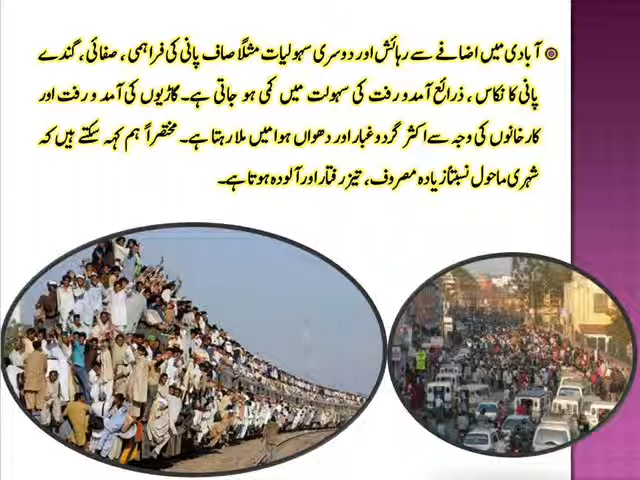 آبادی میں اضافے سے رہائش اور دوسری سہولیات مثلاً صاف پانی کی فراہمی، صفائی، گندے
پانی کا نکاس، ذرائع آمد و رفت کی سہولت میں کمی ہو جاتی ہے۔ گاڑیوں کی آمد و رفت اور
کارخانوں کی وجہ سے اکثر گردوغبار اور دھواں ہوا میں ملا رہتا ہے۔ مختصراً ہم کہہ سکتے ہیں کہ
شہری ماحول نسبتاً زیادہ مصروف، تیز رفتار اور آلودہ ہوتا ہے۔